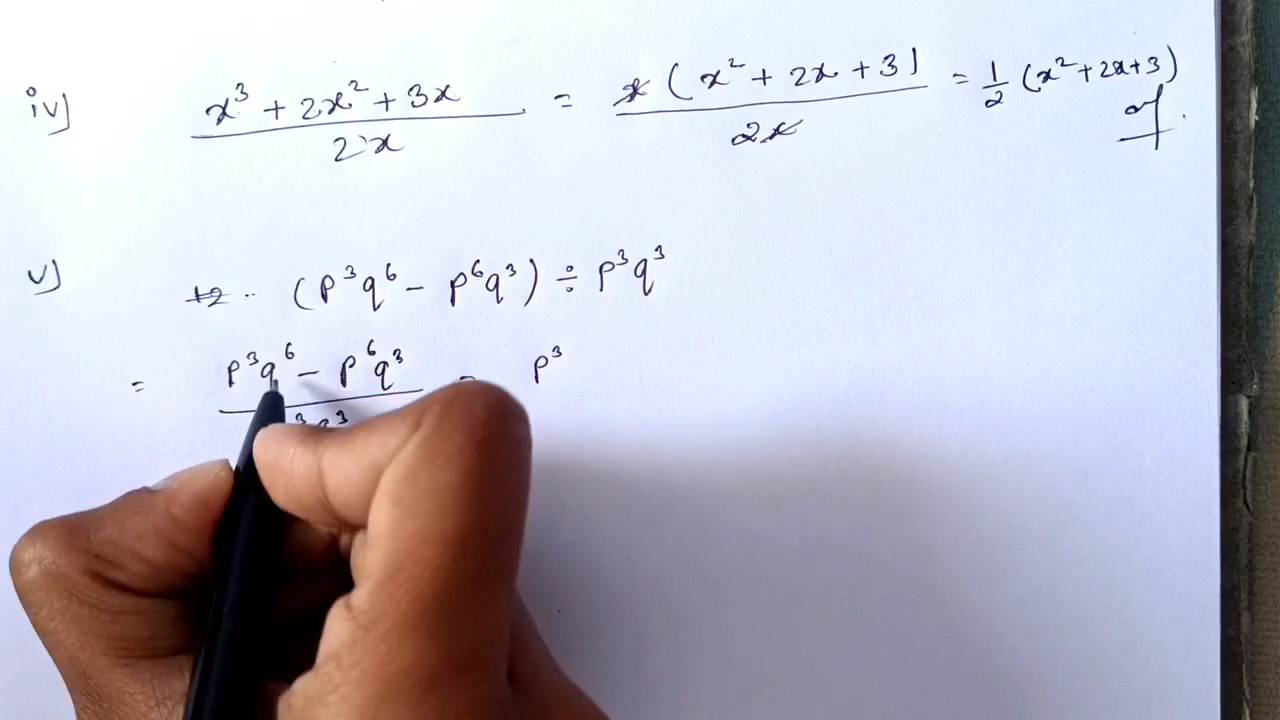 iv) x³ + 2x² + 3x / 2x = x ( x² + 2x + 3 ) / 2x = 1/2 (x² + 2x + 3)
v) (p³q⁶ - p⁶q³) ÷ p³q³
= p³q⁶ - p⁶q³ / ³q³ = p³